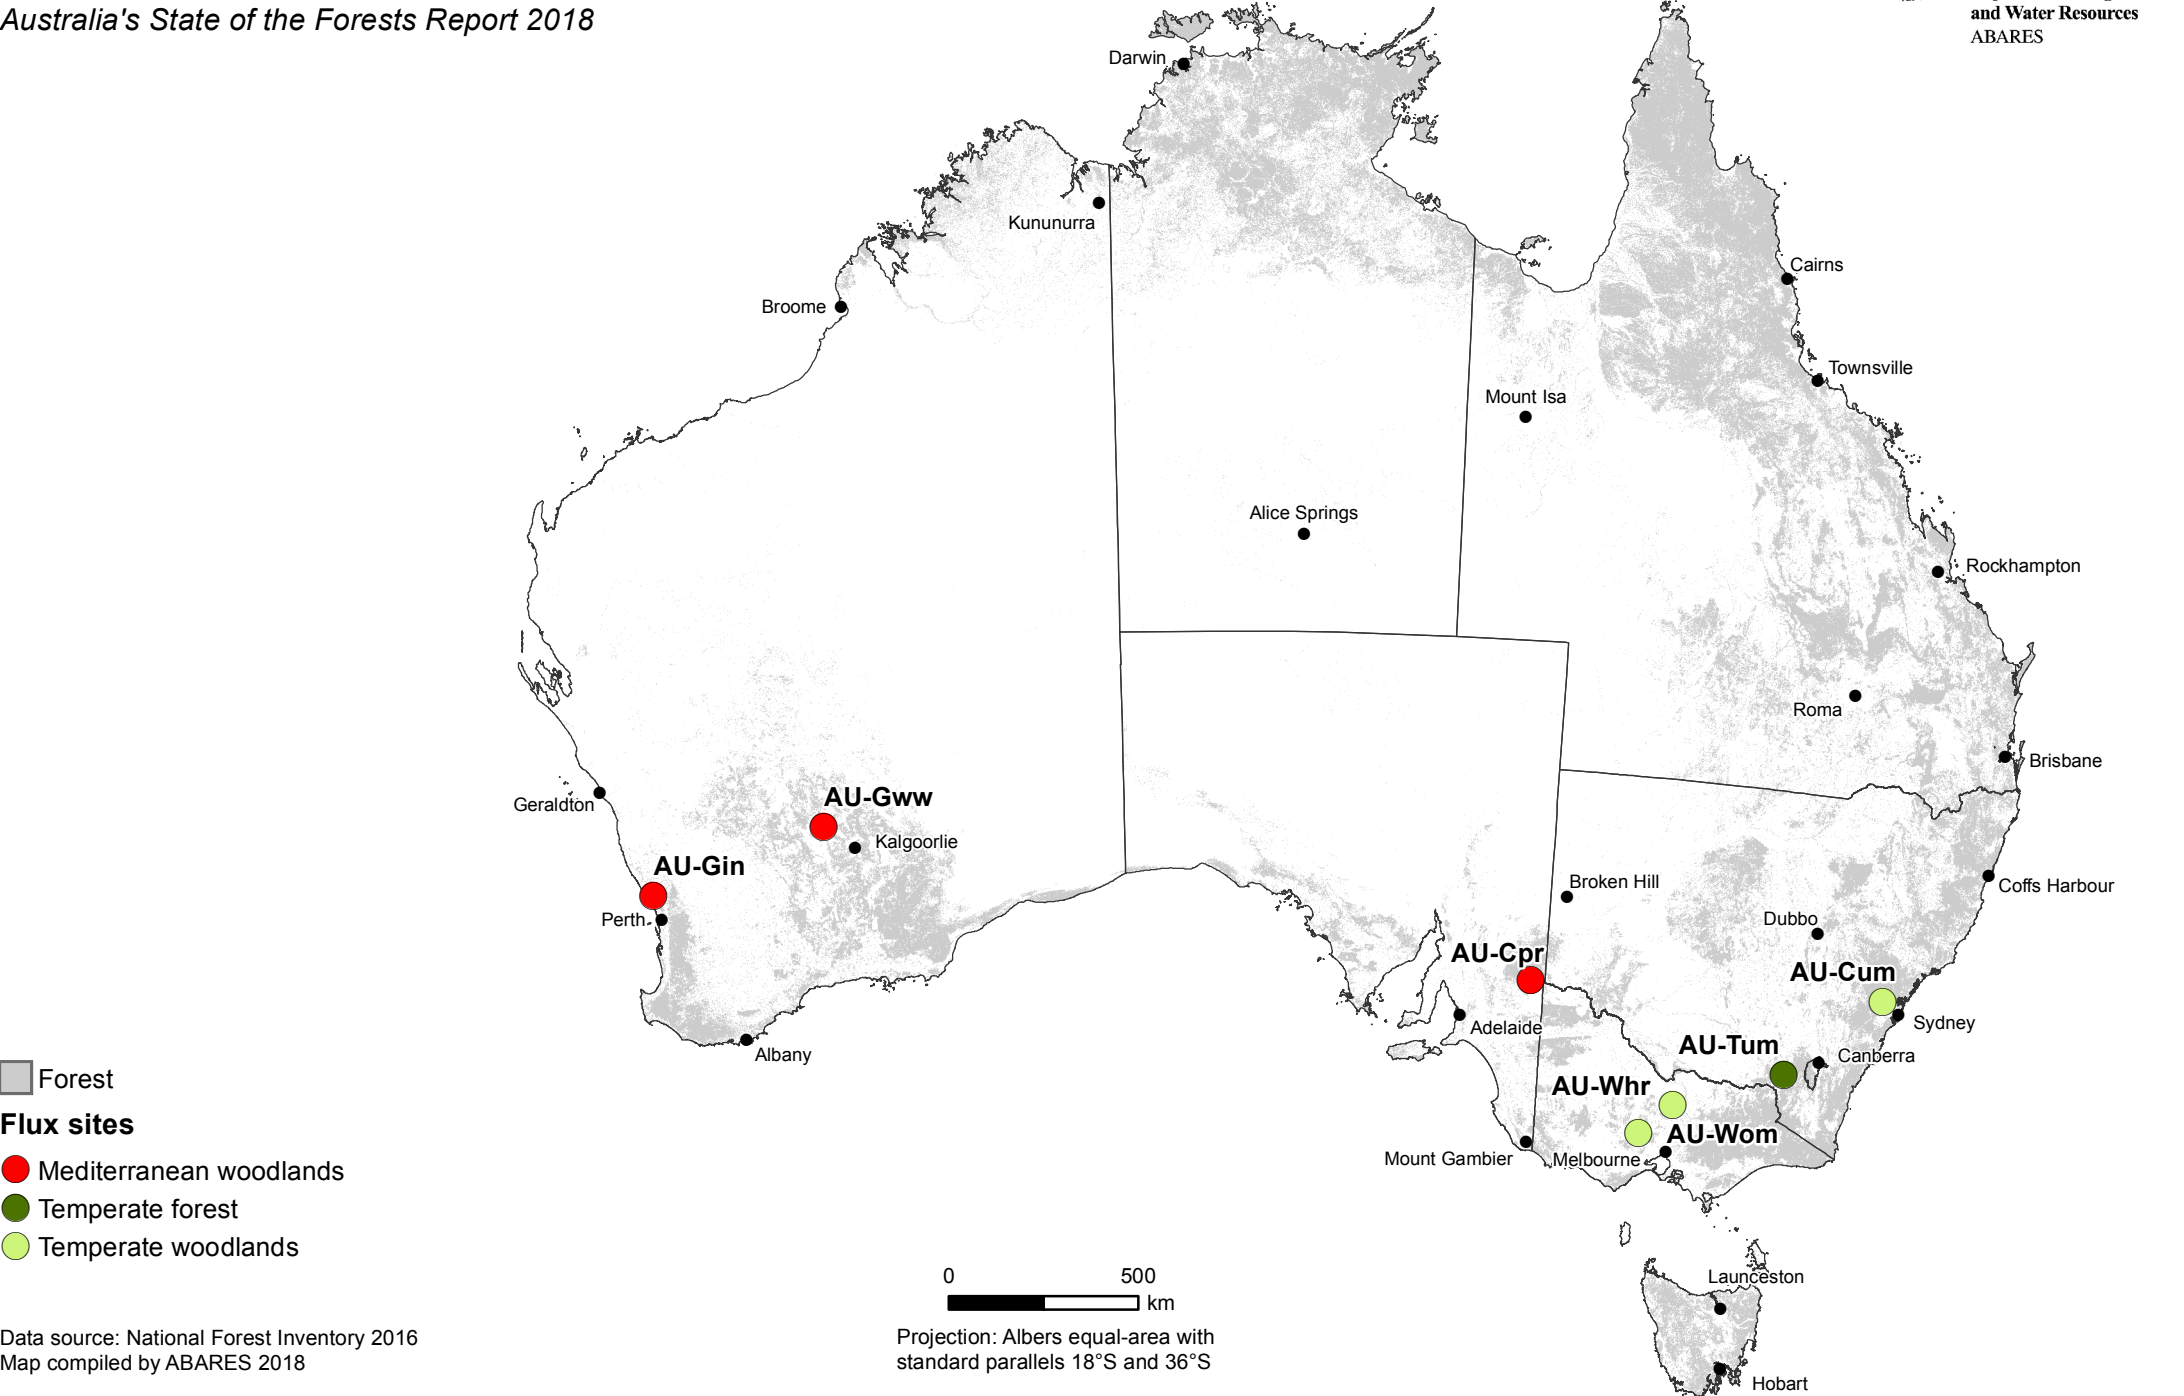 Australia's State of the Forests Report 2018
and Water Resources
ABARES
Darwin
Kununurra
Cairns
Broome
Townsville
Mount Isa
Alice Springs
Rockhampton
Roma
Brisbane
Geraldton
AU-Gww
Kalgoorlie
AU-Gin
Perth
Broken Hill
Coffs Harbour
Dubbo
AU-Cpr
AU-Cum
Adelaide
Sydney
Albany
AU-Tum
Canberra
AU-Whr
AU-Wom
Mount Gambier
Melbourne
Forest
Flux sites
Mediterranean woodlands
Temperate forest
Temperate woodlands
0 500
km
Launceston
Data source: National Forest Inventory 2016
Map compiled by ABARES 2018
Projection: Albers equal-area with
standard parallels 18°S and 36°S
Hobart